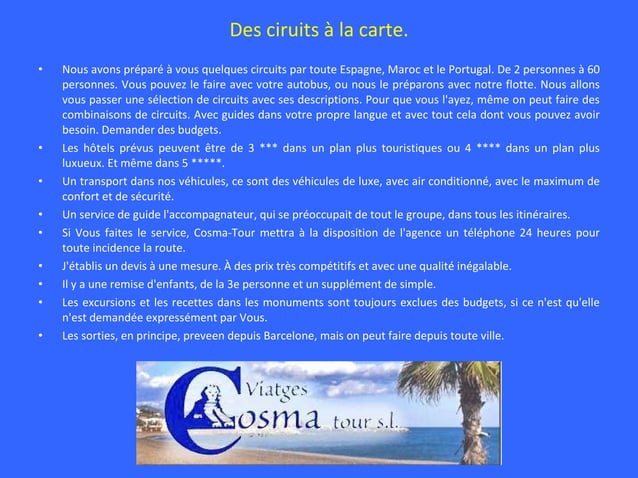 Des ciruits à la carte.
• Nous avons préparé à vous quelques circuits par toute Espagne, Maroc et le Portugal. De 2 personnes à 60
personnes. Vous pouvez le faire avec votre autobus, ou nous le préparons avec notre flotte. Nous allons
vous passer une sélection de circuits avec ses descriptions. Pour que vous l'ayez, même on peut faire des
combinaisons de circuits. Avec guides dans votre propre langue et avec tout cela dont vous pouvez avoir
besoin. Demander des budgets.
• Les hôtels prévus peuvent être de 3 *** dans un plan plus touristiques ou 4 **** dans un plan plus
luxueux. Et même dans 5 *****.
• Un transport dans nos véhicules, ce sont des véhicules de luxe, avec air conditionné, avec le maximum de
confort et de sécurité.
• Un service de guide l'accompagnateur, qui se préoccupait de tout le groupe, dans tous les itinéraires.
• Si Vous faites le service, Cosma-Tour mettra à la disposition de l'agence un téléphone 24 heures pour
toute incidence la route.
• J'établis un devis à une mesure. À des prix très compétitifs et avec une qualité inégalable.
• Il y a une remise d'enfants, de la 3e personne et un supplément de simple.
• Les excursions et les recettes dans les monuments sont toujours exclues des budgets, si ce n'est qu'elle
n'est demandée expressément par Vous.
• Les sorties, en principe, preveen depuis Barcelone, mais on peut faire depuis toute ville.
Viatges
Cosma tour s.l.